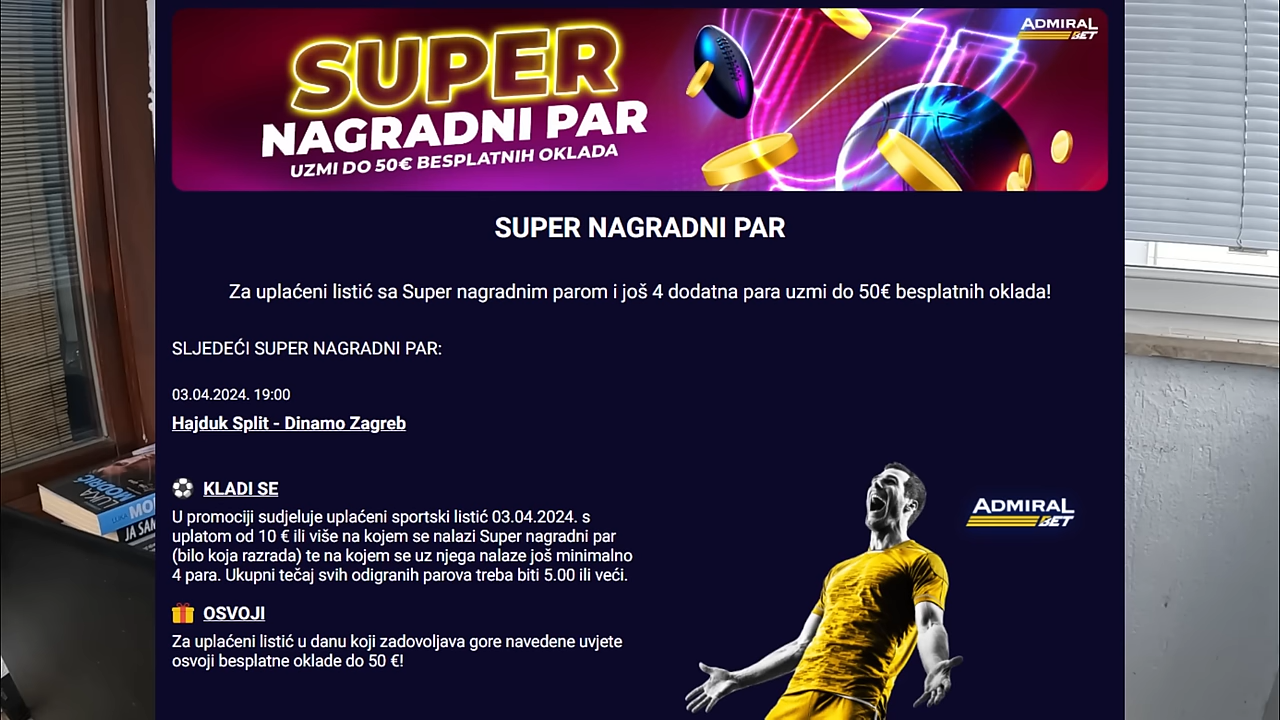 ADMIRAL
BET
SUPER
NAGRADNI PAR
UZMI DO 50€ BESPLATNIH OKLADA
SUPER NAGRADNI PAR
Za uplaćeni listić sa Super nagradnim parom i još 4 dodatna para uzmi do 50€ besplatnih oklada!
SLJEDEĆI SUPER NAGRADNI PAR:
03.04.2024. 19:00
Hajduk Split - Dinamo Zagreb
KLADI SE
U promociji sudjeluje uplaćeni sportski listić 03.04.2024. s
uplatom od 10 € ili više na kojem se nalazi Super nagradni par
(bilo koja razrada) te na kojem se uz njega nalaze još minimalno
4 para. Ukupni tečaj svih odigranih parova treba biti 5.00 ili veći.
OSVOJI
Za uplaćeni listić u danu koji zadovoljava gore navedene uvjete
osvoji besplatne oklade do 50 €!
ADMIRAL
BET
LUKA
MODRIĆ
LUKA
JA